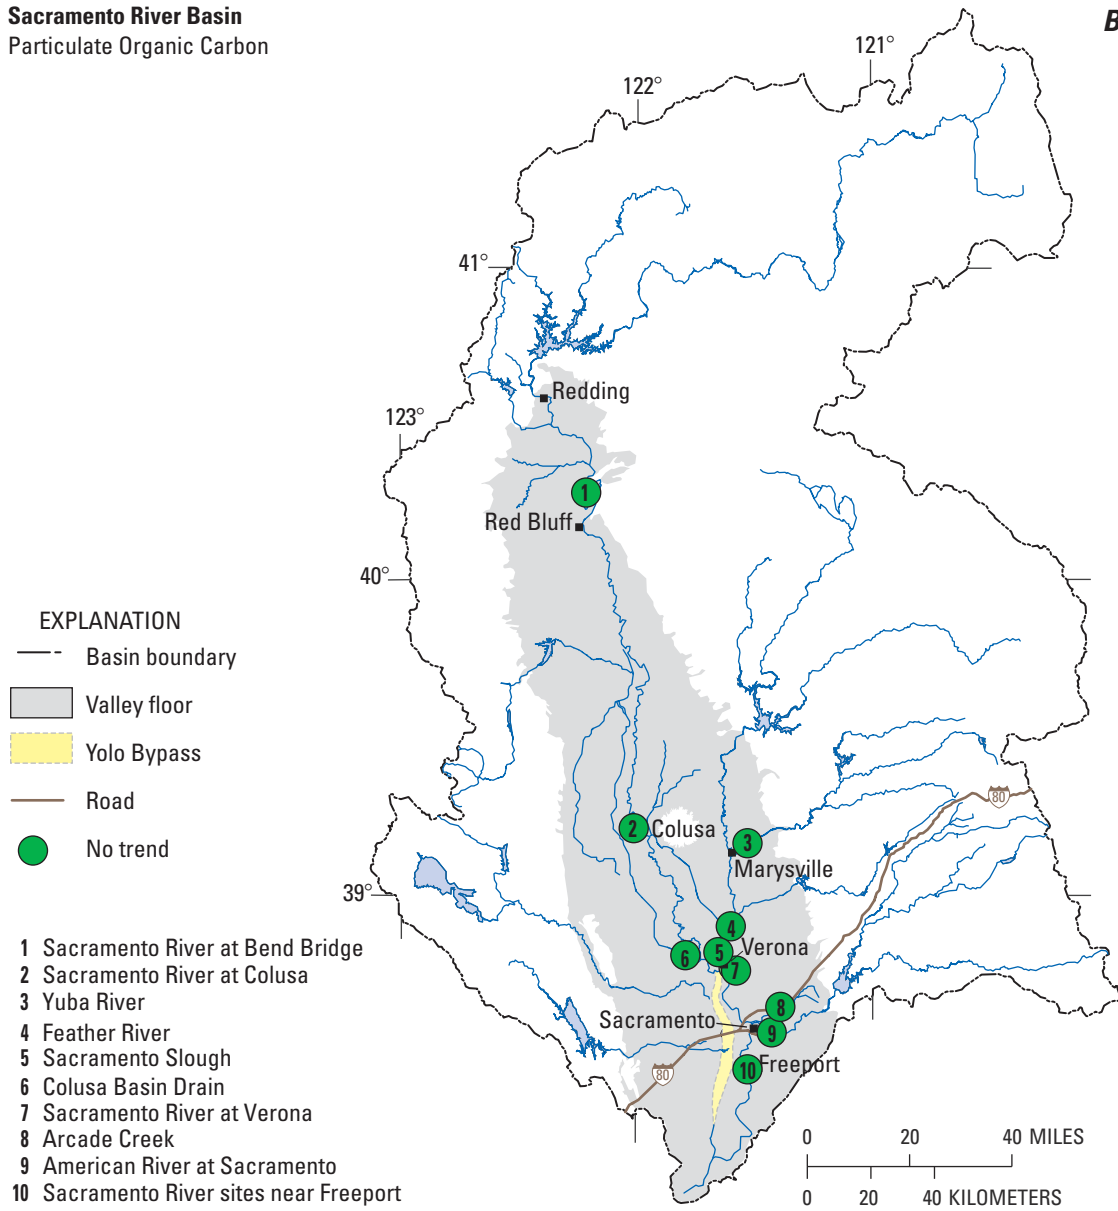 Sacramento River Basin
Particulate Organic Carbon
B
121°
122°
41°
Redding
123°
1
Red Bluff
40°
EXPLANATION
Basin boundary
Valley floor
Yolo Bypass
Road
No trend
80
2
Colusa
3
Marysville
39°
4
5
Verona
6
7
8
Sacramento
9
Freeport
10
80
1 Sacramento River at Bend Bridge
2 Sacramento River at Colusa
3 Yuba River
4 Feather River
5 Sacramento Slough
6 Colusa Basin Drain
7 Sacramento River at Verona
8 Arcade Creek
9 American River at Sacramento
10 Sacramento River sites near Freeport
0 20 40 MILES
0 20 40 KILOMETERS